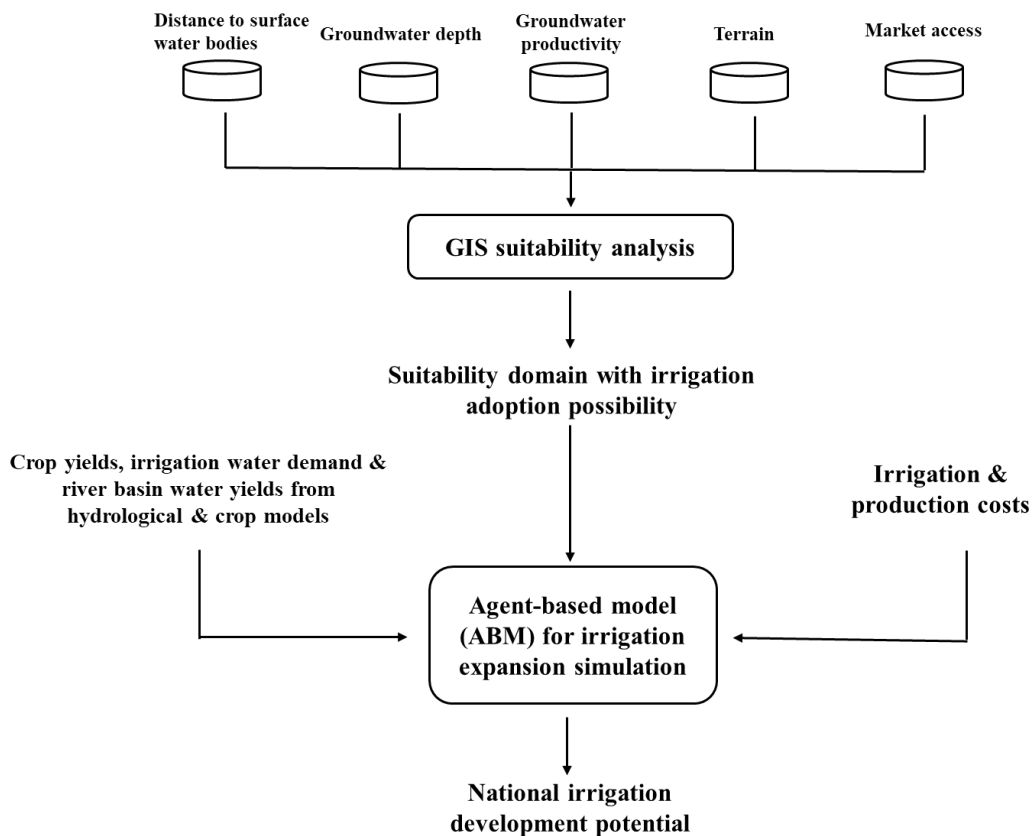 Distance to surface
water bodies
Groundwater depth
Groundwater
productivity
Terrain
Market access
GIS suitability analysis
Suitability domain with irrigation
adoption possibility
Crop yields, irrigation water demand &
river basin water yields from
hydrological & crop models
Irrigation &
production costs
Agent-based model
(ABM) for irrigation
expansion simulation
National irrigation
development potential